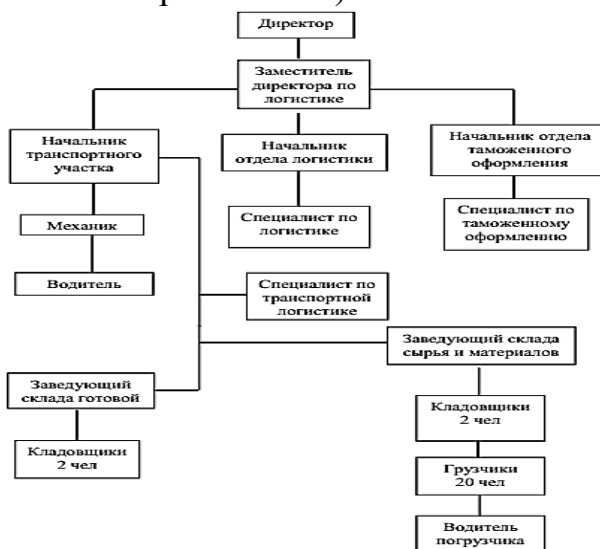 Директор
Заместитель
директора по
логистике
Начальник
транспортного
участка
Начальник
отдела логистики
Начальник отдела
таможенного
оформления
Механик
Специалист по
логистике
Специалист по
таможенному
оформлению
Водитель
Специалист по
транспортной
логистике
Заведующий склада
сырья и материалов
Заведующий
склада готовой
Кладовщики
2 чел
Кладовщики
2 чел
Грузчики
20 чел
Водитель
погрузчика